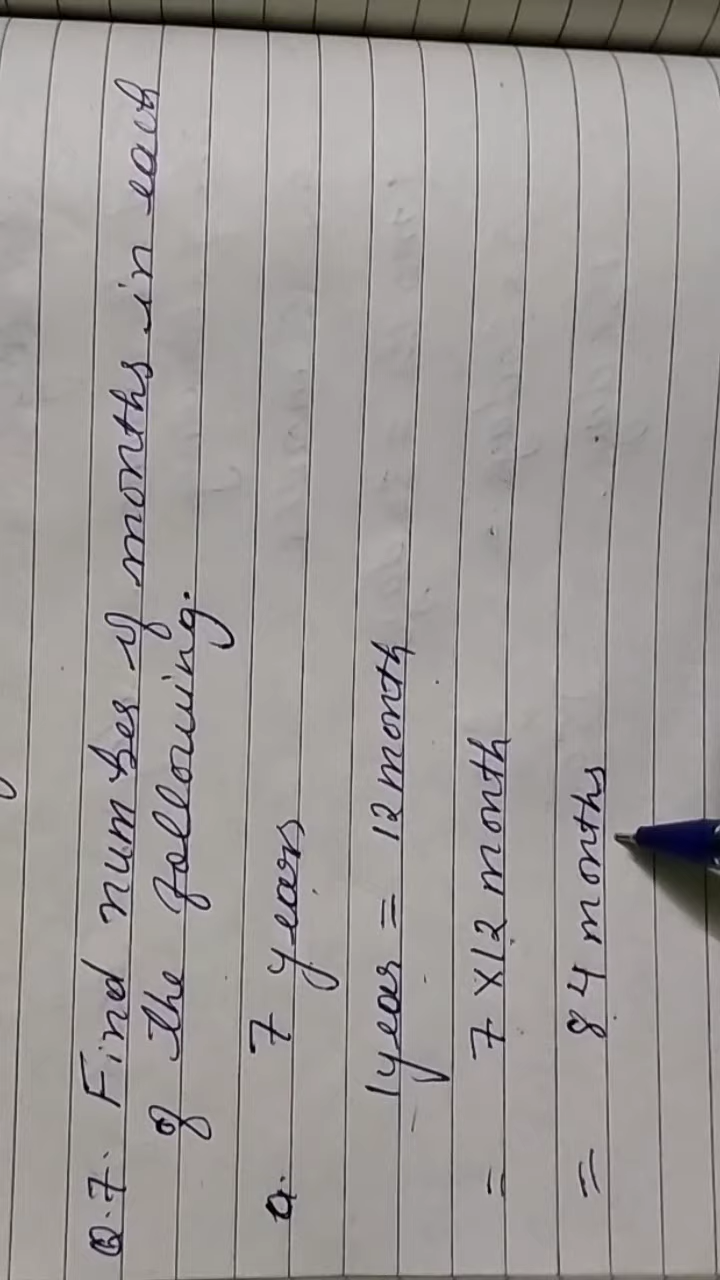 Q.7. Find number of months in each
of the following.
a. 7 years
1 year = 12 month
= 7 X 12 month
= 84 months